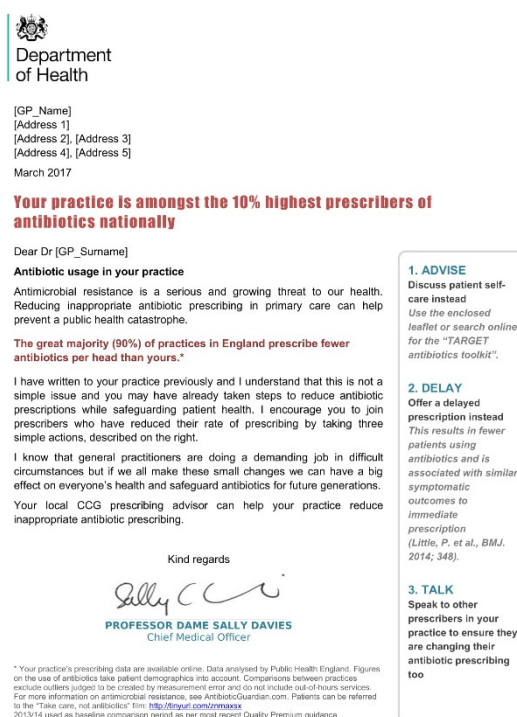 Department
of Health
[GP_Name]
[Address 1]
[Address 2], [Address 3]
[Address 4], [Address 5]
March 2017
Your practice is amongst the 10% highest prescribers of
antibiotics nationally
Dear Dr [GP_Surname]
Antibiotic usage in your practice
Antimicrobial resistance is a serious and growing threat to our health.
Reducing inappropriate antibiotic prescribing in primary care can help
prevent a public health catastrophe.
The great majority (90%) of practices in England prescribe fewer
antibiotics per head than yours.*
I have written to your practice previously and I understand that this is not a
simple issue and you may have already taken steps to reduce antibiotic
prescriptions while safeguarding patient health. I encourage you to join
prescribers who have reduced their rate of prescribing by taking three
simple actions, described on the right.
I know that general practitioners are doing a demanding job in difficult
circumstances but if we all make these small changes we can have a big
effect on everyone's health and safeguard antibiotics for future generations.
Your local CCG prescribing advisor can help your practice reduce
inappropriate antibiotic prescribing.
Kind regards
Sally C
PROFESSOR DAME SALLY DAVIES
Chief Medical Officer
* Your practice's prescribing data are available online. Data analysed by Public Health England. Figures
on the use of antibiotics take patient demographics into account. Comparisons between practices
exclude outliers judged to be created by measurement error and do not include out-of-hours services.
For more information on antimicrobial resistance, see AntibioticGuardian.com. Patients can be referred
to the "Take care, not antibiotics" film: http://tinyurl.com/znmaxsx
2013/14 used as baseline comparison period as per most recent Quality Premium guidance
1. ADVISE
Discuss patient self-
care instead
Use the enclosed
leaflet or search online
for the "TARGET
antibiotics toolkit".
2. DELAY
Offer a delayed
prescription instead
This results in fewer
patients using
antibiotics and is
associated with similar
symptomatic
outcomes to
immediate
prescription
(Little, P. et al., BMJ.
2014; 348).
3. TALK
Speak to other
prescribers in your
practice to ensure they
are changing their
antibiotic prescribing
too